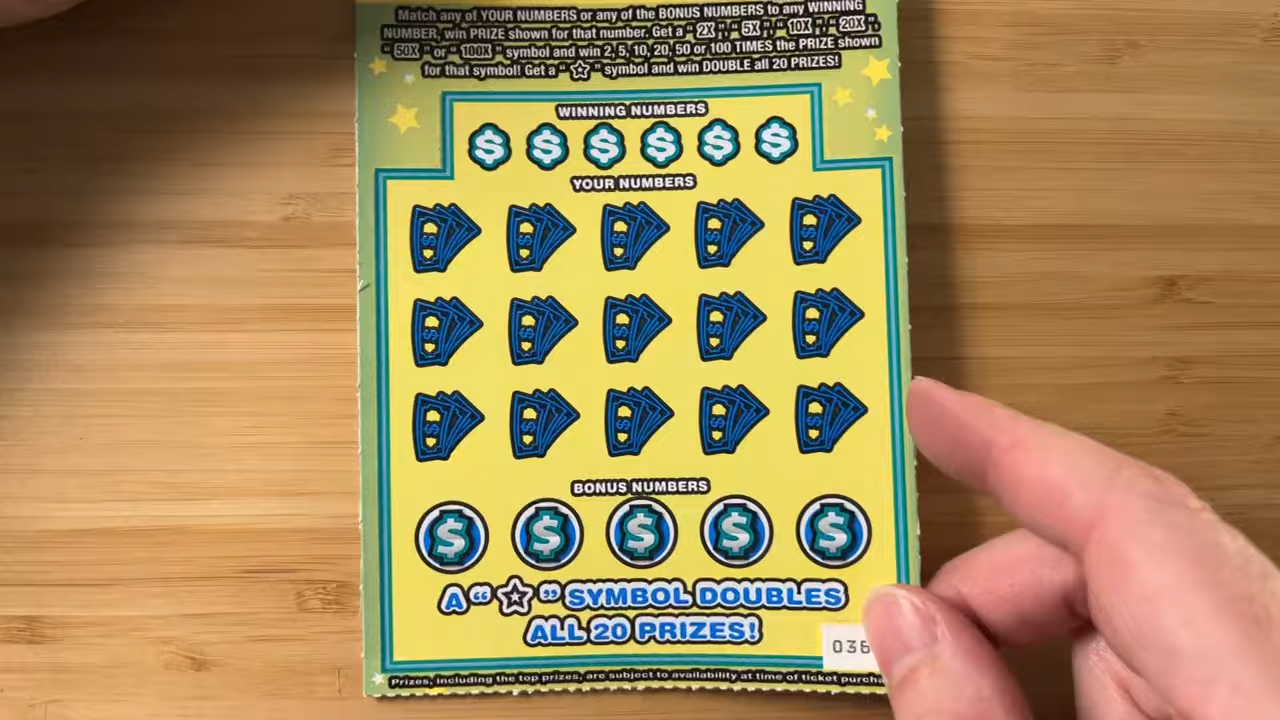 Match any of YOUR NUMBERS or any of the BONUS NUMBERS to any WINNING
NUMBER, win PRIZE shown for that number. Get a "2X", "5X", "10X", "20X",
"50X" or "100X" symbol and win 2, 5, 10, 20, 50 or 100 TIMES the PRIZE shown
for that symbol! Get a "☆" symbol and win DOUBLE all 20 PRIZES!
WINNING NUMBERS
$ $ $ $ $ $
YOUR NUMBERS
$ $ $ $ $
$ $ $ $ $
$ $ $ $ $
BONUS NUMBERS
$ $ $ $ $
A "☆" SYMBOL DOUBLES
ALL 20 PRIZES!
036
Prizes, including the top prizes, are subject to availability at time of ticket